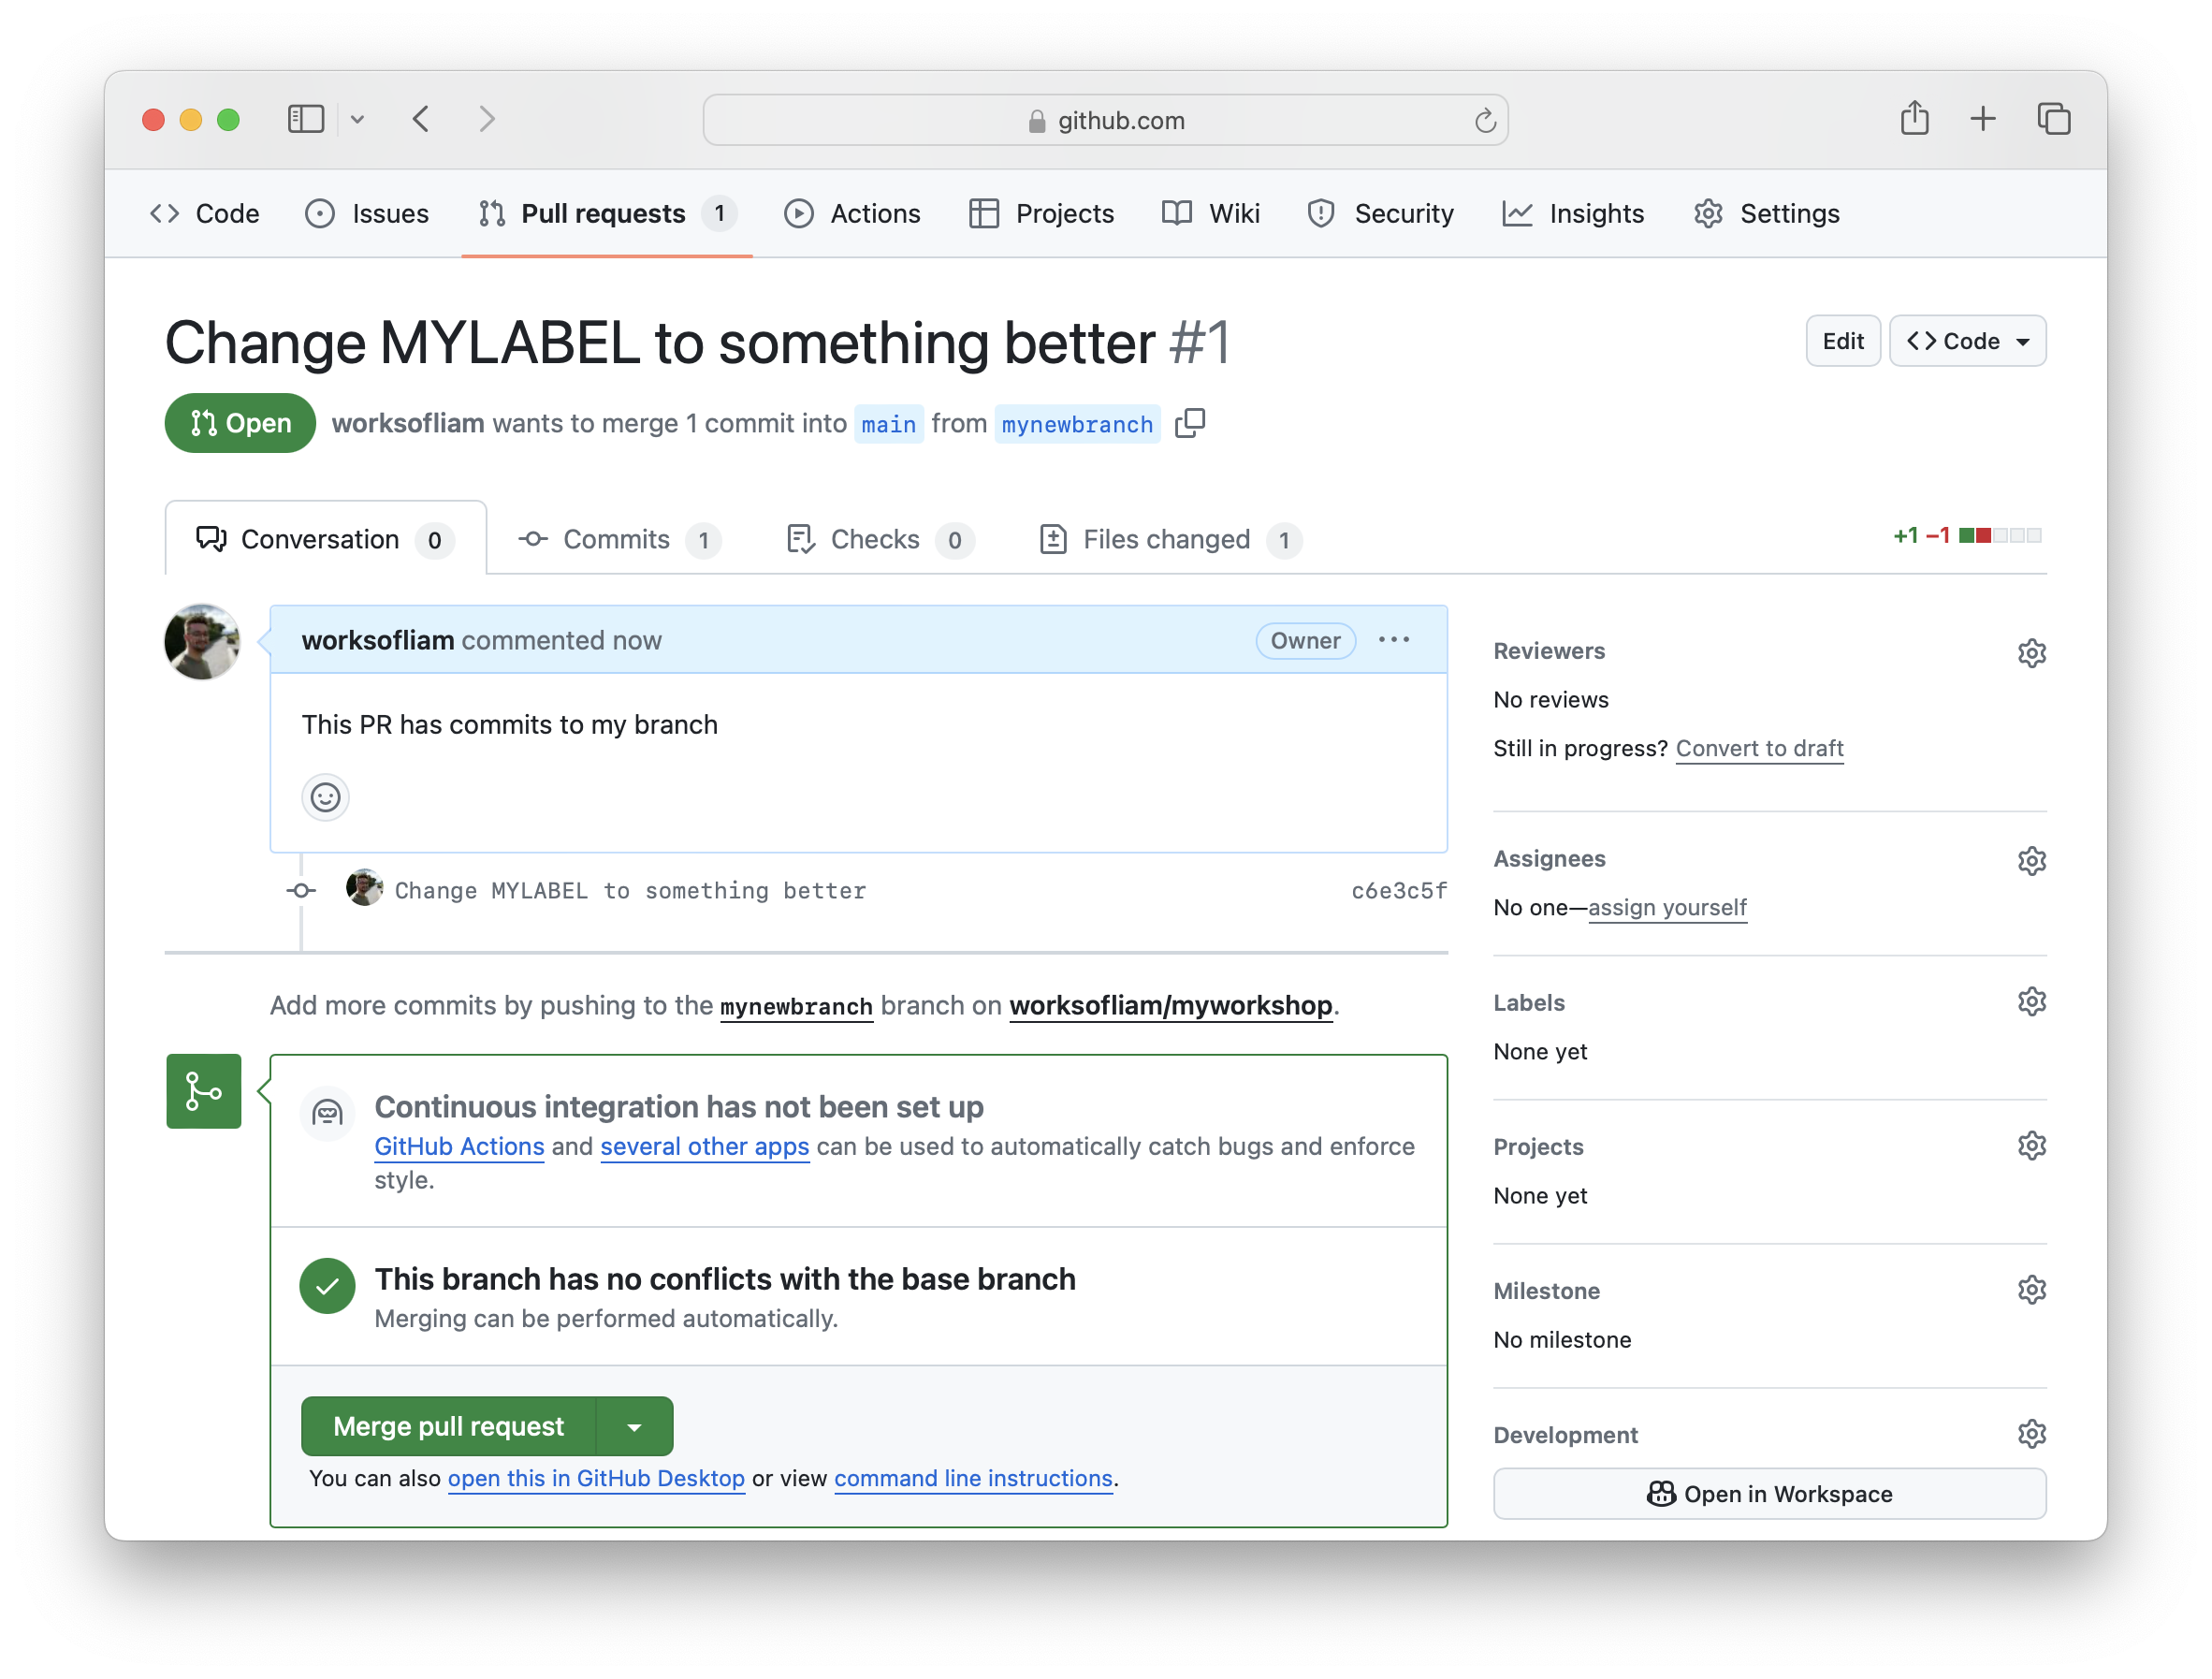 github.com
Code Issues Pull requests 1 Actions Projects Wiki Security Insights Settings
Change MYLABEL to something better #1
Edit Code
Open worksofliam wants to merge 1 commit into main from mynewbranch
Conversation 0 Commits 1 Checks 0 Files changed 1 +1 −1
worksofliam commented now Owner
This PR has commits to my branch
Change MYLABEL to something better c6e3c5f
Add more commits by pushing to the mynewbranch branch on worksofliam/myworkshop.
Continuous integration has not been set up
GitHub Actions and several other apps can be used to automatically catch bugs and enforce
style.
This branch has no conflicts with the base branch
Merging can be performed automatically.
Merge pull request
You can also open this in GitHub Desktop or view command line instructions.
Reviewers
No reviews
Still in progress? Convert to draft
Assignees
No one—assign yourself
Labels
None yet
Projects
None yet
Milestone
No milestone
Development
Open in Workspace